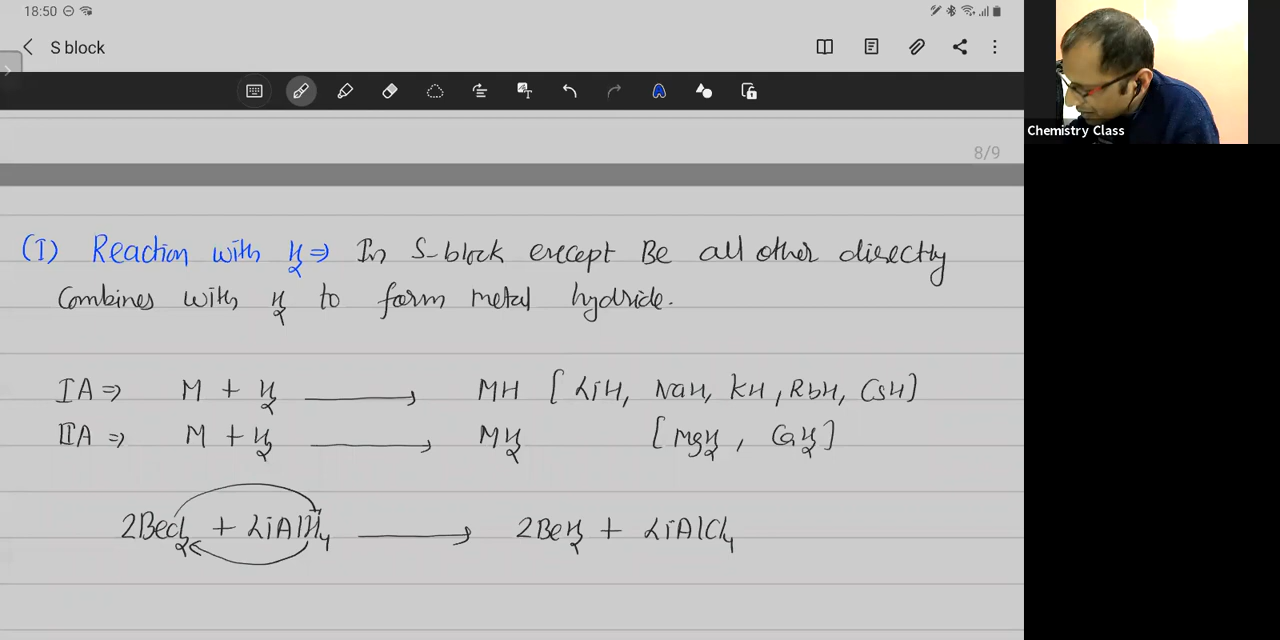 18:50
S block
Chemistry Class
8/9
(I) Reaction with H₂ ⇒ In S-block except Be all other directly
Combines with H₂ to form metal hydride.
IA ⇒ M + H₂ ⟶ MH [LiH, NaH, KH, RbH, CsH]
IIA ⇒ M + H₂ ⟶ MH₂ [MgH₂, CaH₂]
2BeCl₂ + LiAlH₄ ⟶ 2BeH₂ + LiAlCl₄